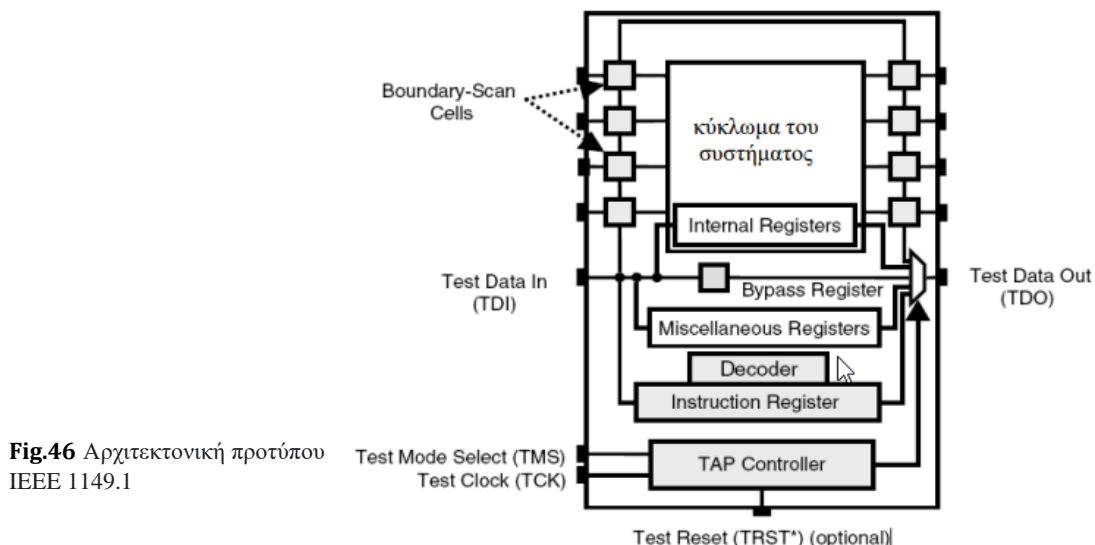 Boundary-Scan
Cells
κύκλωμα του
συστήματος
Internal Registers
Test Data In
(TDI)
Bypass Register
Test Data Out
(TDO)
Miscellaneous Registers
Decoder
Instruction Register
Fig.46 Αρχιτεκτονική προτύπου
IEEE 1149.1
Test Mode Select (TMS)
Test Clock (TCK)
TAP Controller
Test Reset (TRST*) (optional)